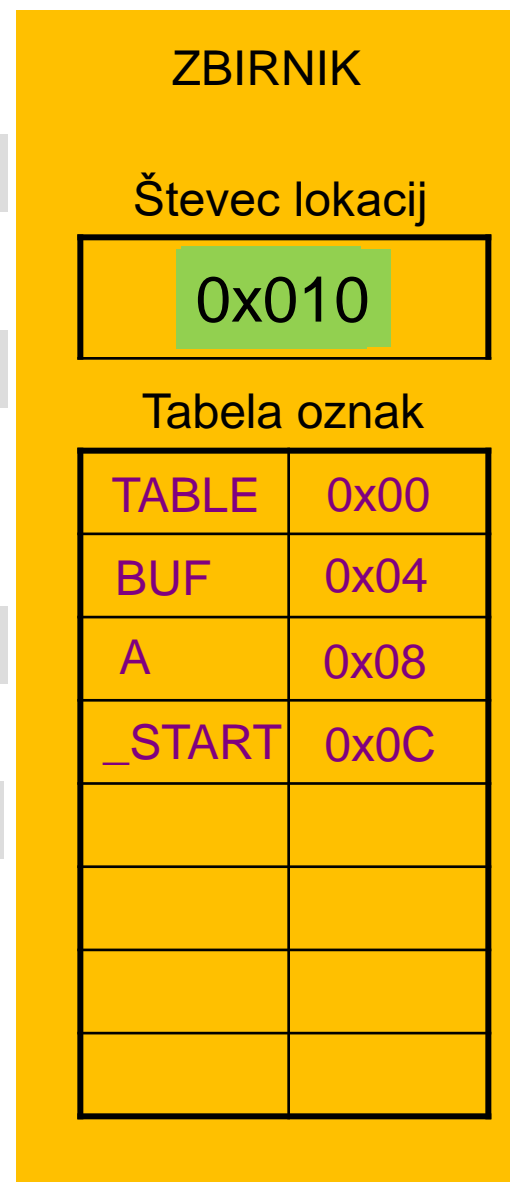 ZBIRNIK
Števec lokacij
0x010
Tabela oznak
TABLE 0x00
BUF 0x04
A 0x08
_START 0x0C